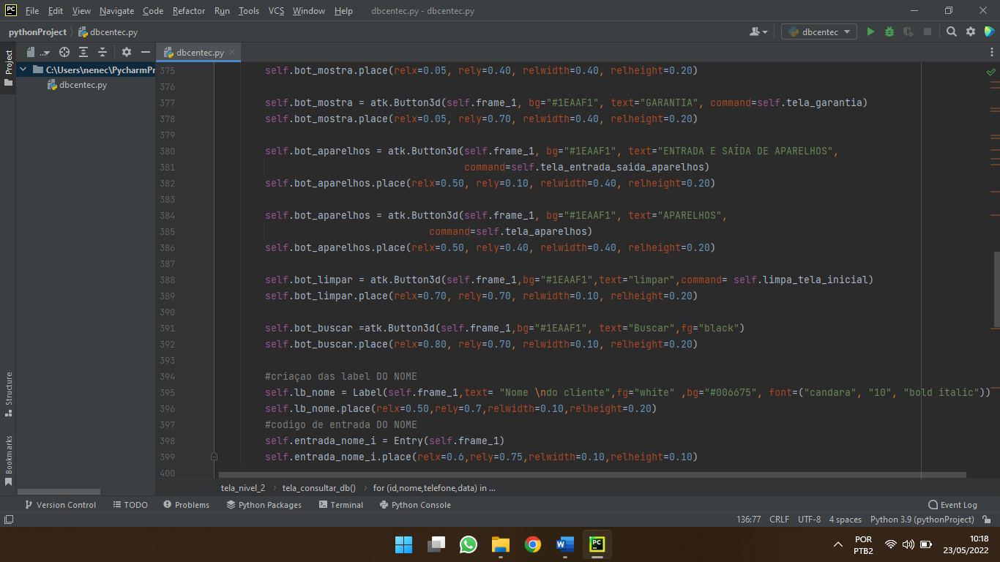 PC File Edit View Navigate Code Refactor Run Tools VCS Window Help dbcentec.py - dbcentec.py
pythonProject dbcentec.py dbcentec
Project
dbcentec.py
C:\Users\nenec\PycharmPr
dbcentec.py
375 self.bot_mostra.place(relx=0.05, rely=0.40, relwidth=0.40, relheight=0.20)
376
377 self.bot_mostra = atk.Button3d(self.frame_1, bg="#1EAAF1", text="GARANTIA", command=self.tela_garantia)
378 self.bot_mostra.place(relx=0.05, rely=0.70, relwidth=0.40, relheight=0.20)
379
380 self.bot_aparelhos = atk.Button3d(self.frame_1, bg="#1EAAF1", text="ENTRADA E SAÍDA DE APARELHOS",
381 command=self.tela_entrada_saida_aparelhos)
382 self.bot_aparelhos.place(relx=0.50, rely=0.10, relwidth=0.40, relheight=0.20)
383
384 self.bot_aparelhos = atk.Button3d(self.frame_1, bg="#1EAAF1", text="APARELHOS",
385 command=self.tela_aparelhos)
386 self.bot_aparelhos.place(relx=0.50, rely=0.40, relwidth=0.40, relheight=0.20)
387
388 self.bot_limpar = atk.Button3d(self.frame_1,bg="#1EAAF1",text="limpar",command= self.limpa_tela_inicial)
389 self.bot_limpar.place(relx=0.70, rely=0.70, relwidth=0.10, relheight=0.20)
390
391 self.bot_buscar =atk.Button3d(self.frame_1,bg="#1EAAF1", text="Buscar",fg="black")
392 self.bot_buscar.place(relx=0.80, rely=0.70, relwidth=0.10, relheight=0.20)
393
394 #criaçao das label DO NOME
395 self.lb_nome = Label(self.frame_1,text= "Nome \ndo cliente",fg="white" ,bg="#006675", font=("candara", "10", "bold italic"))
396 self.lb_nome.place(relx=0.50,rely=0.7,relwidth=0.10,relheight=0.20)
397 #codigo de entrada DO NOME
398 self.entrada_nome_i = Entry(self.frame_1)
399 self.entrada_nome_i.place(relx=0.6,rely=0.75,relwidth=0.10,relheight=0.10)
400
Structure
Bookmarks
tela_nivel_2 tela_consultar_db() for (id,nome,telefone,data) in ...
Version Control TODO Problems Python Packages Terminal Python Console Event Log
136:77 CRLF UTF-8 4 spaces Python 3.9 (pythonProject)
PC
POR
PTB2
10:18
23/05/2022